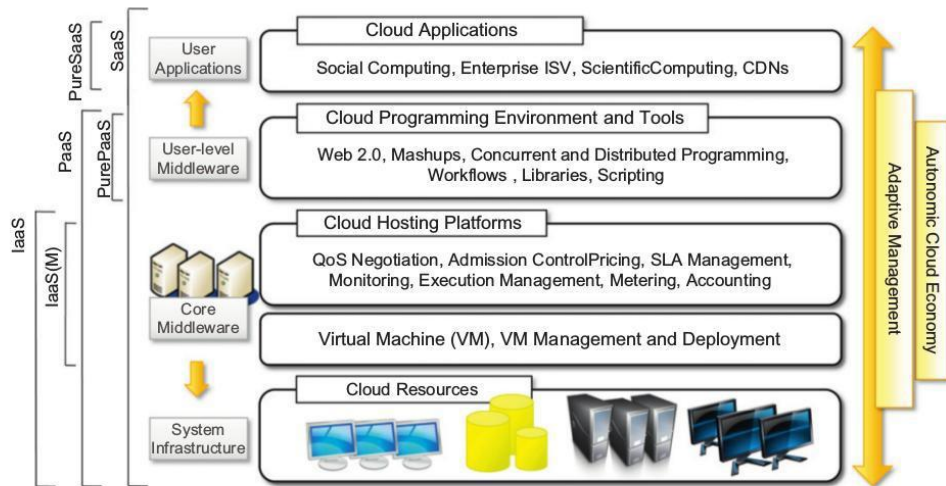 PureSaaS
SaaS
User
Applications
Cloud Applications
Social Computing, Enterprise ISV, ScientificComputing, CDNs
PaaS
PurePaaS
User-level
Middleware
Cloud Programming Environment and Tools
Web 2.0, Mashups, Concurrent and Distributed Programming,
Workflows , Libraries, Scripting
IaaS
IaaS(M)
Core
Middleware
Cloud Hosting Platforms
QoS Negotiation, Admission ControlPricing, SLA Management,
Monitoring, Execution Management, Metering, Accounting
Virtual Machine (VM), VM Management and Deployment
System
Infrastructure
Cloud Resources
Adaptive Management
Autonomic Cloud Economy